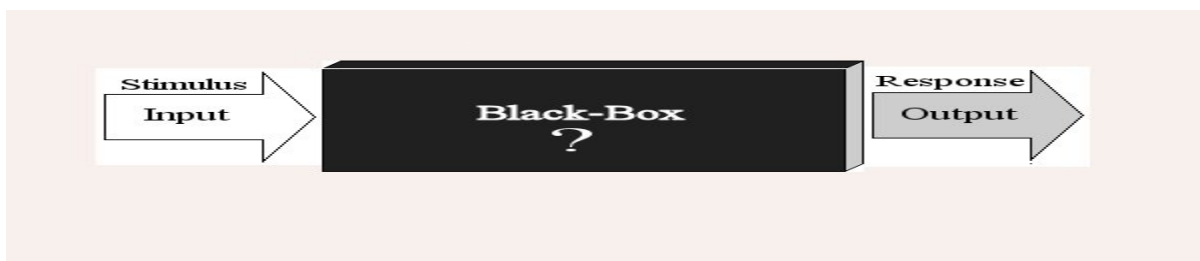 Stimulus
Input
Black-Box
?
Response
Output